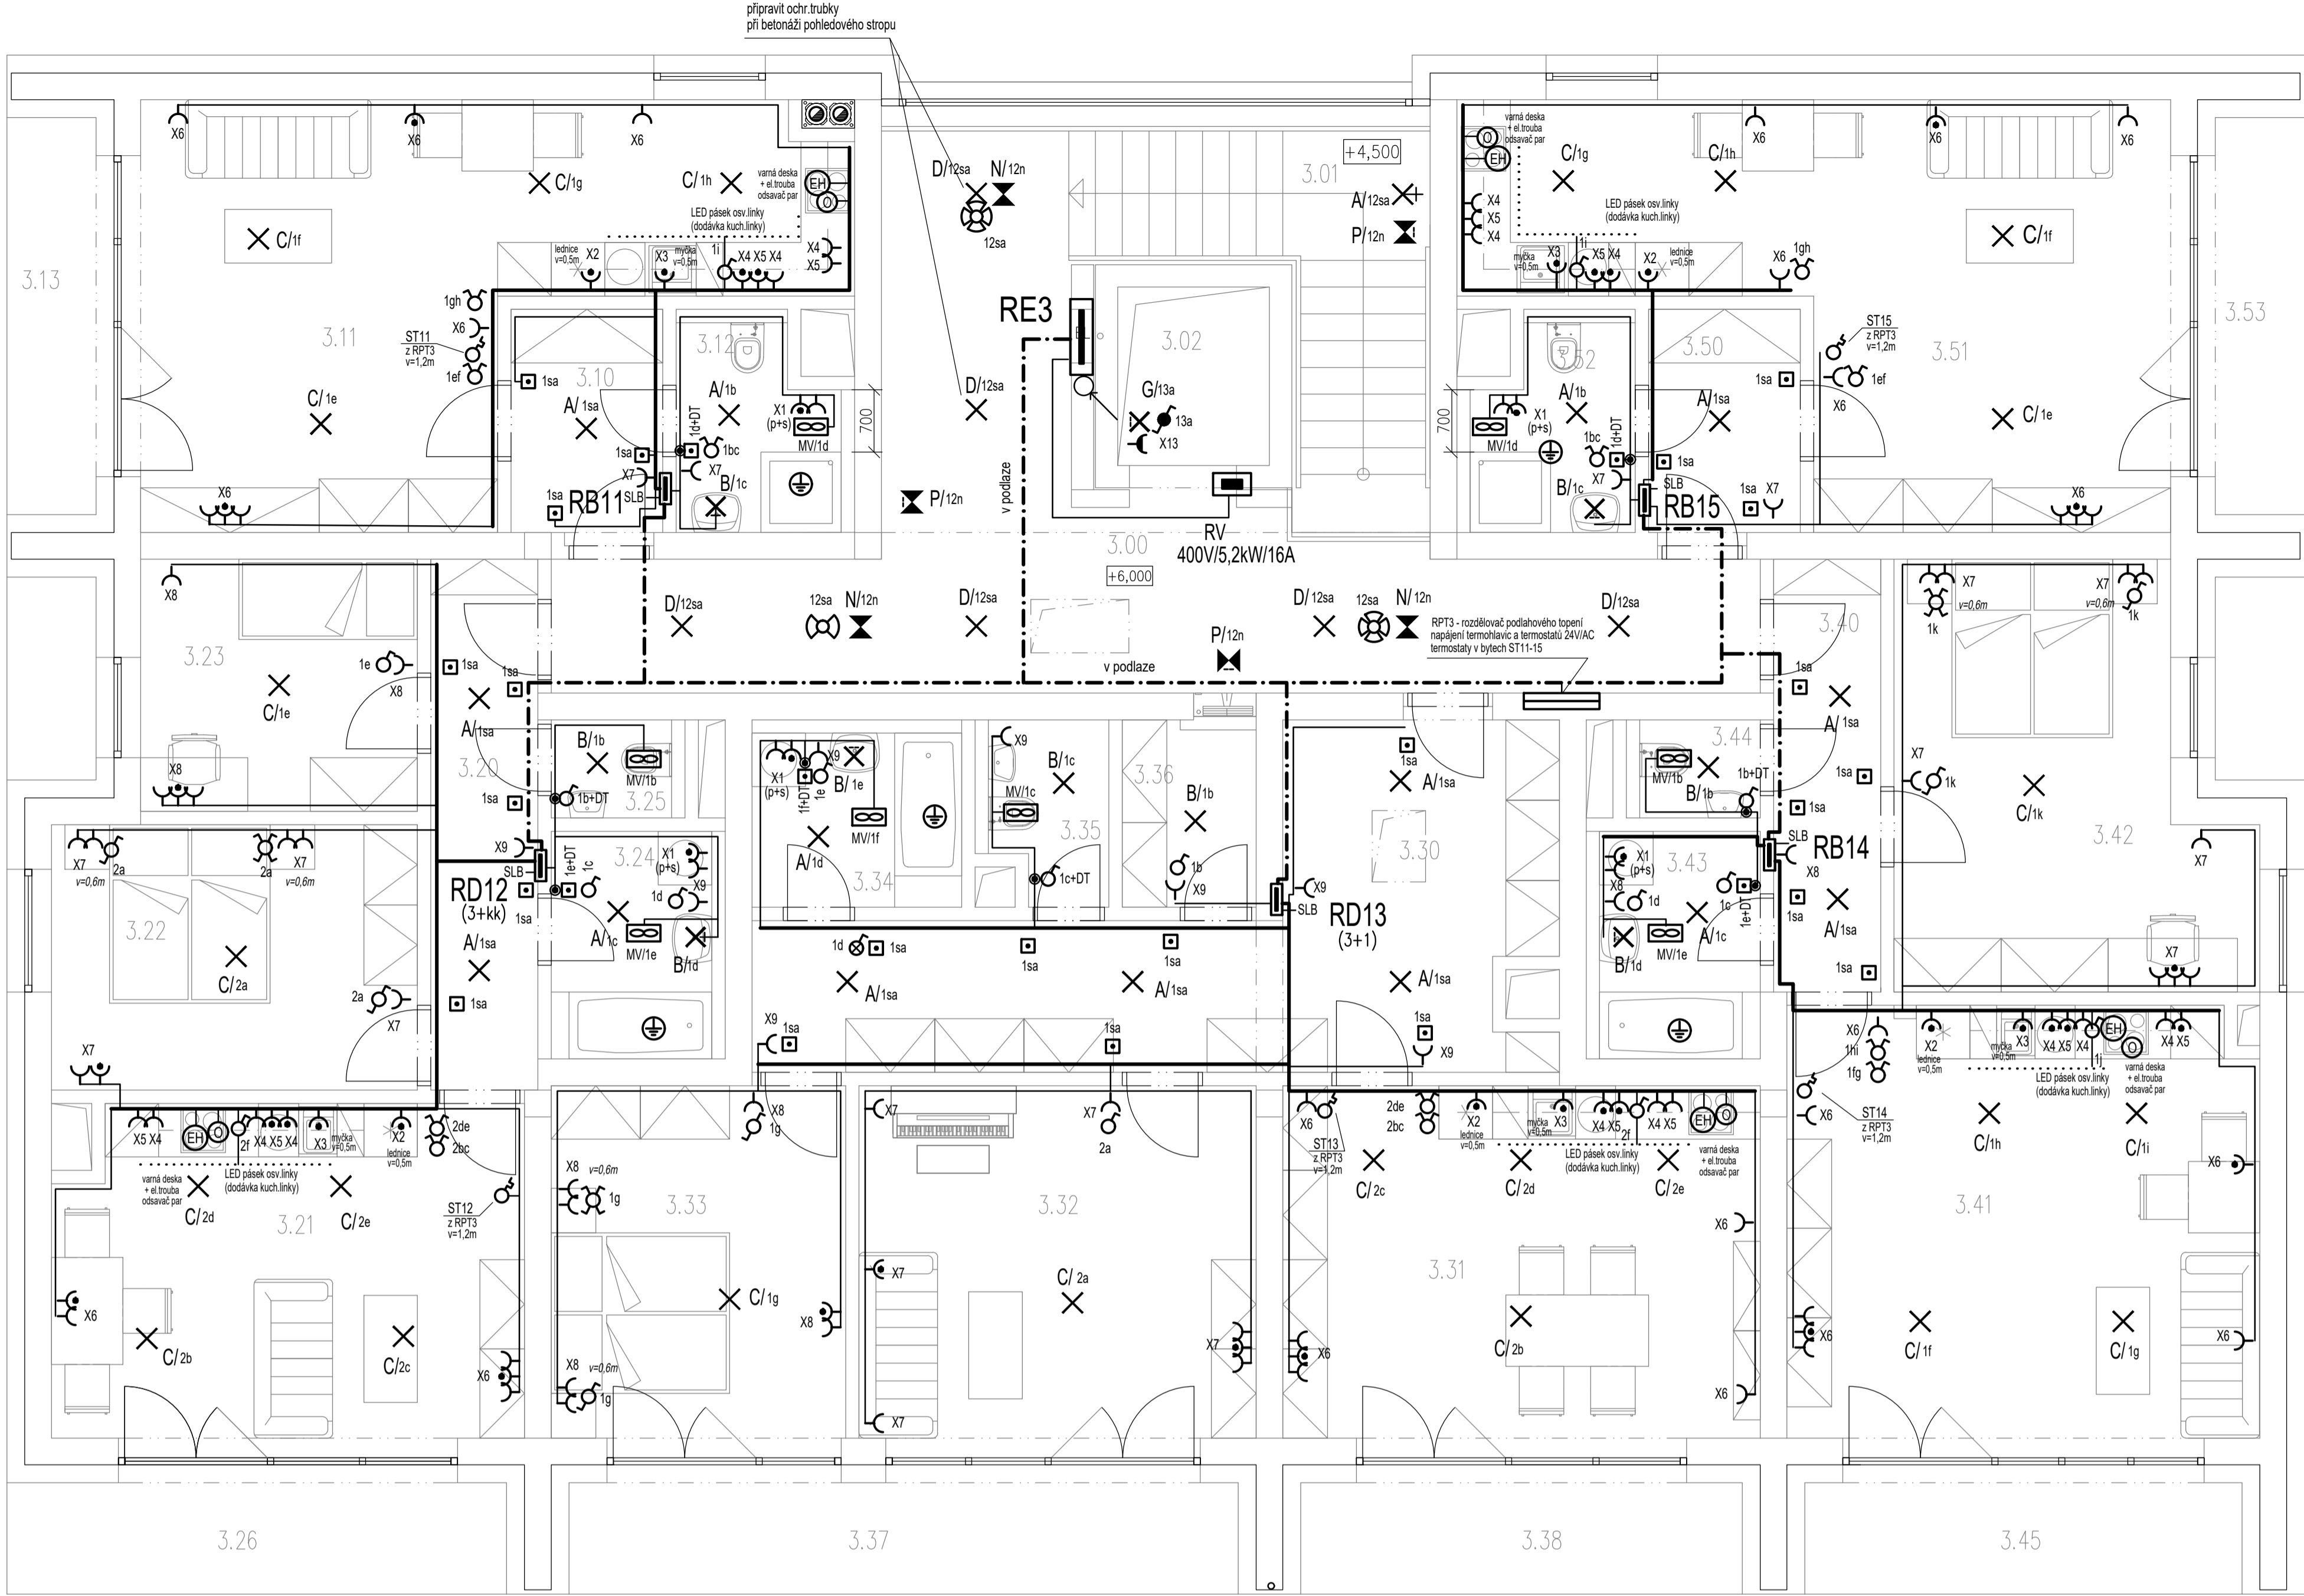 připravit ochr.trubky
při betonáži pohledového stropu
X6
X6
X6
C/1g
C/1h
varná deska
+ el.trouba
odsavač par
EH
O
LED pásek osv.linky
(dodávka kuch.linky)
C/1f
lednice
v=0,5m
X2
X3
myčka
v=0,5m
1i
X4 X5 X4
X4
X5
3.13
3.11
1gh
X6
ST11
z RPT3
v=1,2m
1ef
C/1e
X6
D/12sa
N/12n
12sa
+4,500
3.01
A/12sa
P/12n
RE3
3.02
D/12sa
G/13a
13a
X13
P/12n
v podlaze
RV
400V/5,2kW/16A
3.00
+6,000
3.10
1sa
A/1sa
1sa
X7
1sa
RB11
SLB
3.12
A/1b
1d+DT
1bc
X7
B/1c
X1
(p+s)
MV/1d
700
varná deska
+ el.trouba
odsavač par
O
EH
X4
X5
X4
C/1g
C/1h
X6
X6
X6
LED pásek osv.linky
(dodávka kuch.linky)
C/1f
myčka
v=0,5m
X3
1i
X5 X4
X2
lednice
v=0,5m
X6
1gh
3.52
3.50
3.51
3.53
ST15
z RPT3
v=1,2m
1sa
1ef
X6
C/1e
A/1b
A/1sa
700
X1
(p+s)
MV/1d
1bc
1d+DT
X7
B/1c
1sa
SLB
RB15
1sa
X7
X6
X8
3.23
1e
X8
C/1e
X8
1sa
1sa
A/1sa
3.20
1sa
D/12sa
12sa
N/12n
D/12sa
D/12sa
12sa
N/12n
D/12sa
P/12n
v podlaze
RPT3 - rozdělovač podlahového topení
napájení termohlavic a termostatů 24V/AC
termostaty v bytech ST11-15
B/1b
MV/1b
3.25
1b+DT
X9
SLB
RD12
(3+kk)
1sa
A/1sa
1sa
1e+DT
1c
3.24
X1
(p+s)
1d
X9
A/1c
MV/1e
B/1d
X7
v=0,6m
2a
2a
X7
v=0,6m
3.22
C/2a
2a
X7
X7
X1
(p+s)
1f+DT
1e
X9
B/1e
MV/1f
A/1d
3.34
X9
B/1c
MV/1c
3.35
1c+DT
3.36
B/1b
1b
X9
X9
SLB
RD13
(3+1)
1sa
A/1sa
3.30
1d
1sa
1sa
1sa
A/1sa
A/1sa
A/1sa
X9
1sa
1sa
1sa
X9
3.44
MV/1b
B/1b
1b+DT
3.40
1sa
A/1sa
1sa
1sa
SLB
RB14
X8
3.43
X1
(p+s)
X8
1d
1c
1e+DT
A/1c
MV/1e
B/1d
1sa
A/1sa
1sa
X7
v=0,6m
1k
X7
v=0,6m
1k
X7
1k
C/1k
3.42
X7
X7
X5 X4
EH
O
2f
X4 X5 X4
X3
myčka
v=0,5m
X2
lednice
v=0,5m
2de
2bc
varná deska
+ el.trouba
odsavač par
LED pásek osv.linky
(dodávka kuch.linky)
C/2d
C/2e
3.21
ST12
z RPT3
v=1,2m
X6
C/2b
C/2c
X6
X8
1g
X8 v=0,6m
1g
3.33
C/1g
X8
X8 v=0,6m
1g
X7
X7
2a
3.32
X7
C/2a
X7
X7
X6
ST13
z RPT3
v=1,2m
2de
2bc
X2
lednice
v=0,5m
myčka
v=0,5m
X3
X4 X5
2f
X4 X5
EH
O
LED pásek osv.linky
(dodávka kuch.linky)
varná deska
+ el.trouba
odsavač par
C/2c
C/2d
C/2e
X6
3.31
X6
C/2b
X6
X6
1hi
1fg
X6
ST14
z RPT3
v=1,2m
X2
lednice
v=0,5m
X3
myčka
v=0,5m
X4 X5 X4
1j
EH
O
X4 X5
LED pásek osv.linky
(dodávka kuch.linky)
varná deska
+ el.trouba
odsavač par
C/1h
C/1i
X6
3.41
X6
C/1f
C/1g
X6
3.26
3.37
3.38
3.45